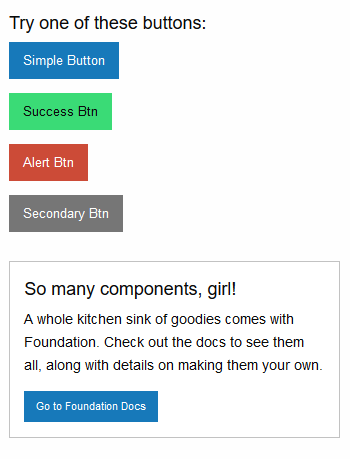 Try one of these buttons:
Simple Button
Success Btn
Alert Btn
Secondary Btn
So many components, girl!
A whole kitchen sink of goodies comes with
Foundation. Check out the docs to see them
all, along with details on making them your own.
Go to Foundation Docs